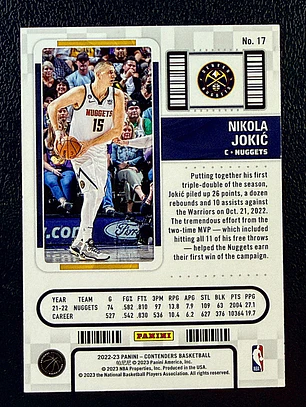 No. 17
NIKOLA
JOKIĆ
C • NUGGETS
NUGGETS
15
Putting together his first
triple-double of the season,
Jokić piled up 26 points, a dozen
rebounds and 10 assists against
the Warriors on Oct. 21, 2022.
The tremendous effort from the
two-time MVP — which included
hitting all 11 of his free throws
— helped the Nuggets earn
their first win of the campaign.
YEAR TEAM G FG% FT% 3PM RPG APG STL BLK PTS PPG
21-22 NUGGETS 74 .582 .810 97 13.8 7.9 109 63 2004 27.1
CAREER 527 .542 .830 536 10.4 6.2 627 376 10364 19.7
PANINI
2022-23 PANINI - CONTENDERS BASKETBALL
© 2023 Panini America, Inc.
© 2023 NBA Properties, Inc. Produced in the USA.
© 2023 the National Basketball Players Association. All rights reserved.